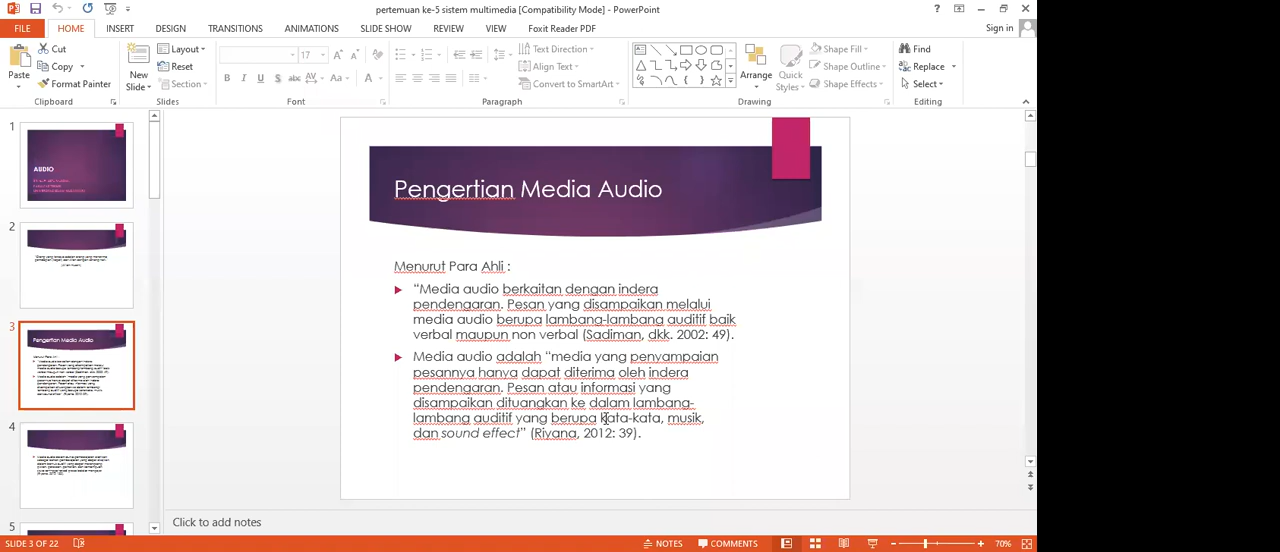 pertemuan ke-5 sistem multimedia [Compatibility Mode] - PowerPoint
Sign in
FILE HOME INSERT DESIGN TRANSITIONS ANIMATIONS SLIDE SHOW REVIEW VIEW Foxit Reader PDF
Paste
Cut
Copy
Format Painter
Clipboard
New
Slide
Layout
Reset
Section
Slides
17
Font
Text Direction
Align Text
Convert to SmartArt
Paragraph
Arrange
Quick
Styles
Shape Fill
Shape Outline
Shape Effects
Drawing
Find
Replace
Select
Editing
1
2
3
Pengertian Media Audio
4
5
Pengertian Media Audio
Menurut Para Ahli :
“Media audio berkaitan dengan indera
pendengaran. Pesan yang disampaikan melalui
media audio berupa lambang-lambang auditif baik
verbal maupun non verbal (Sadiman, dkk. 2002: 49).
Media audio adalah “media yang penyampaian
pesannya hanya dapat diterima oleh indera
pendengaran. Pesan atau informasi yang
disampaikan dituangkan ke dalam lambang-
lambang auditif yang berupa kata-kata, musik,
dan sound effect” (Riyana, 2012: 39).
Click to add notes
SLIDE 3 OF 22
NOTES
COMMENTS
70%